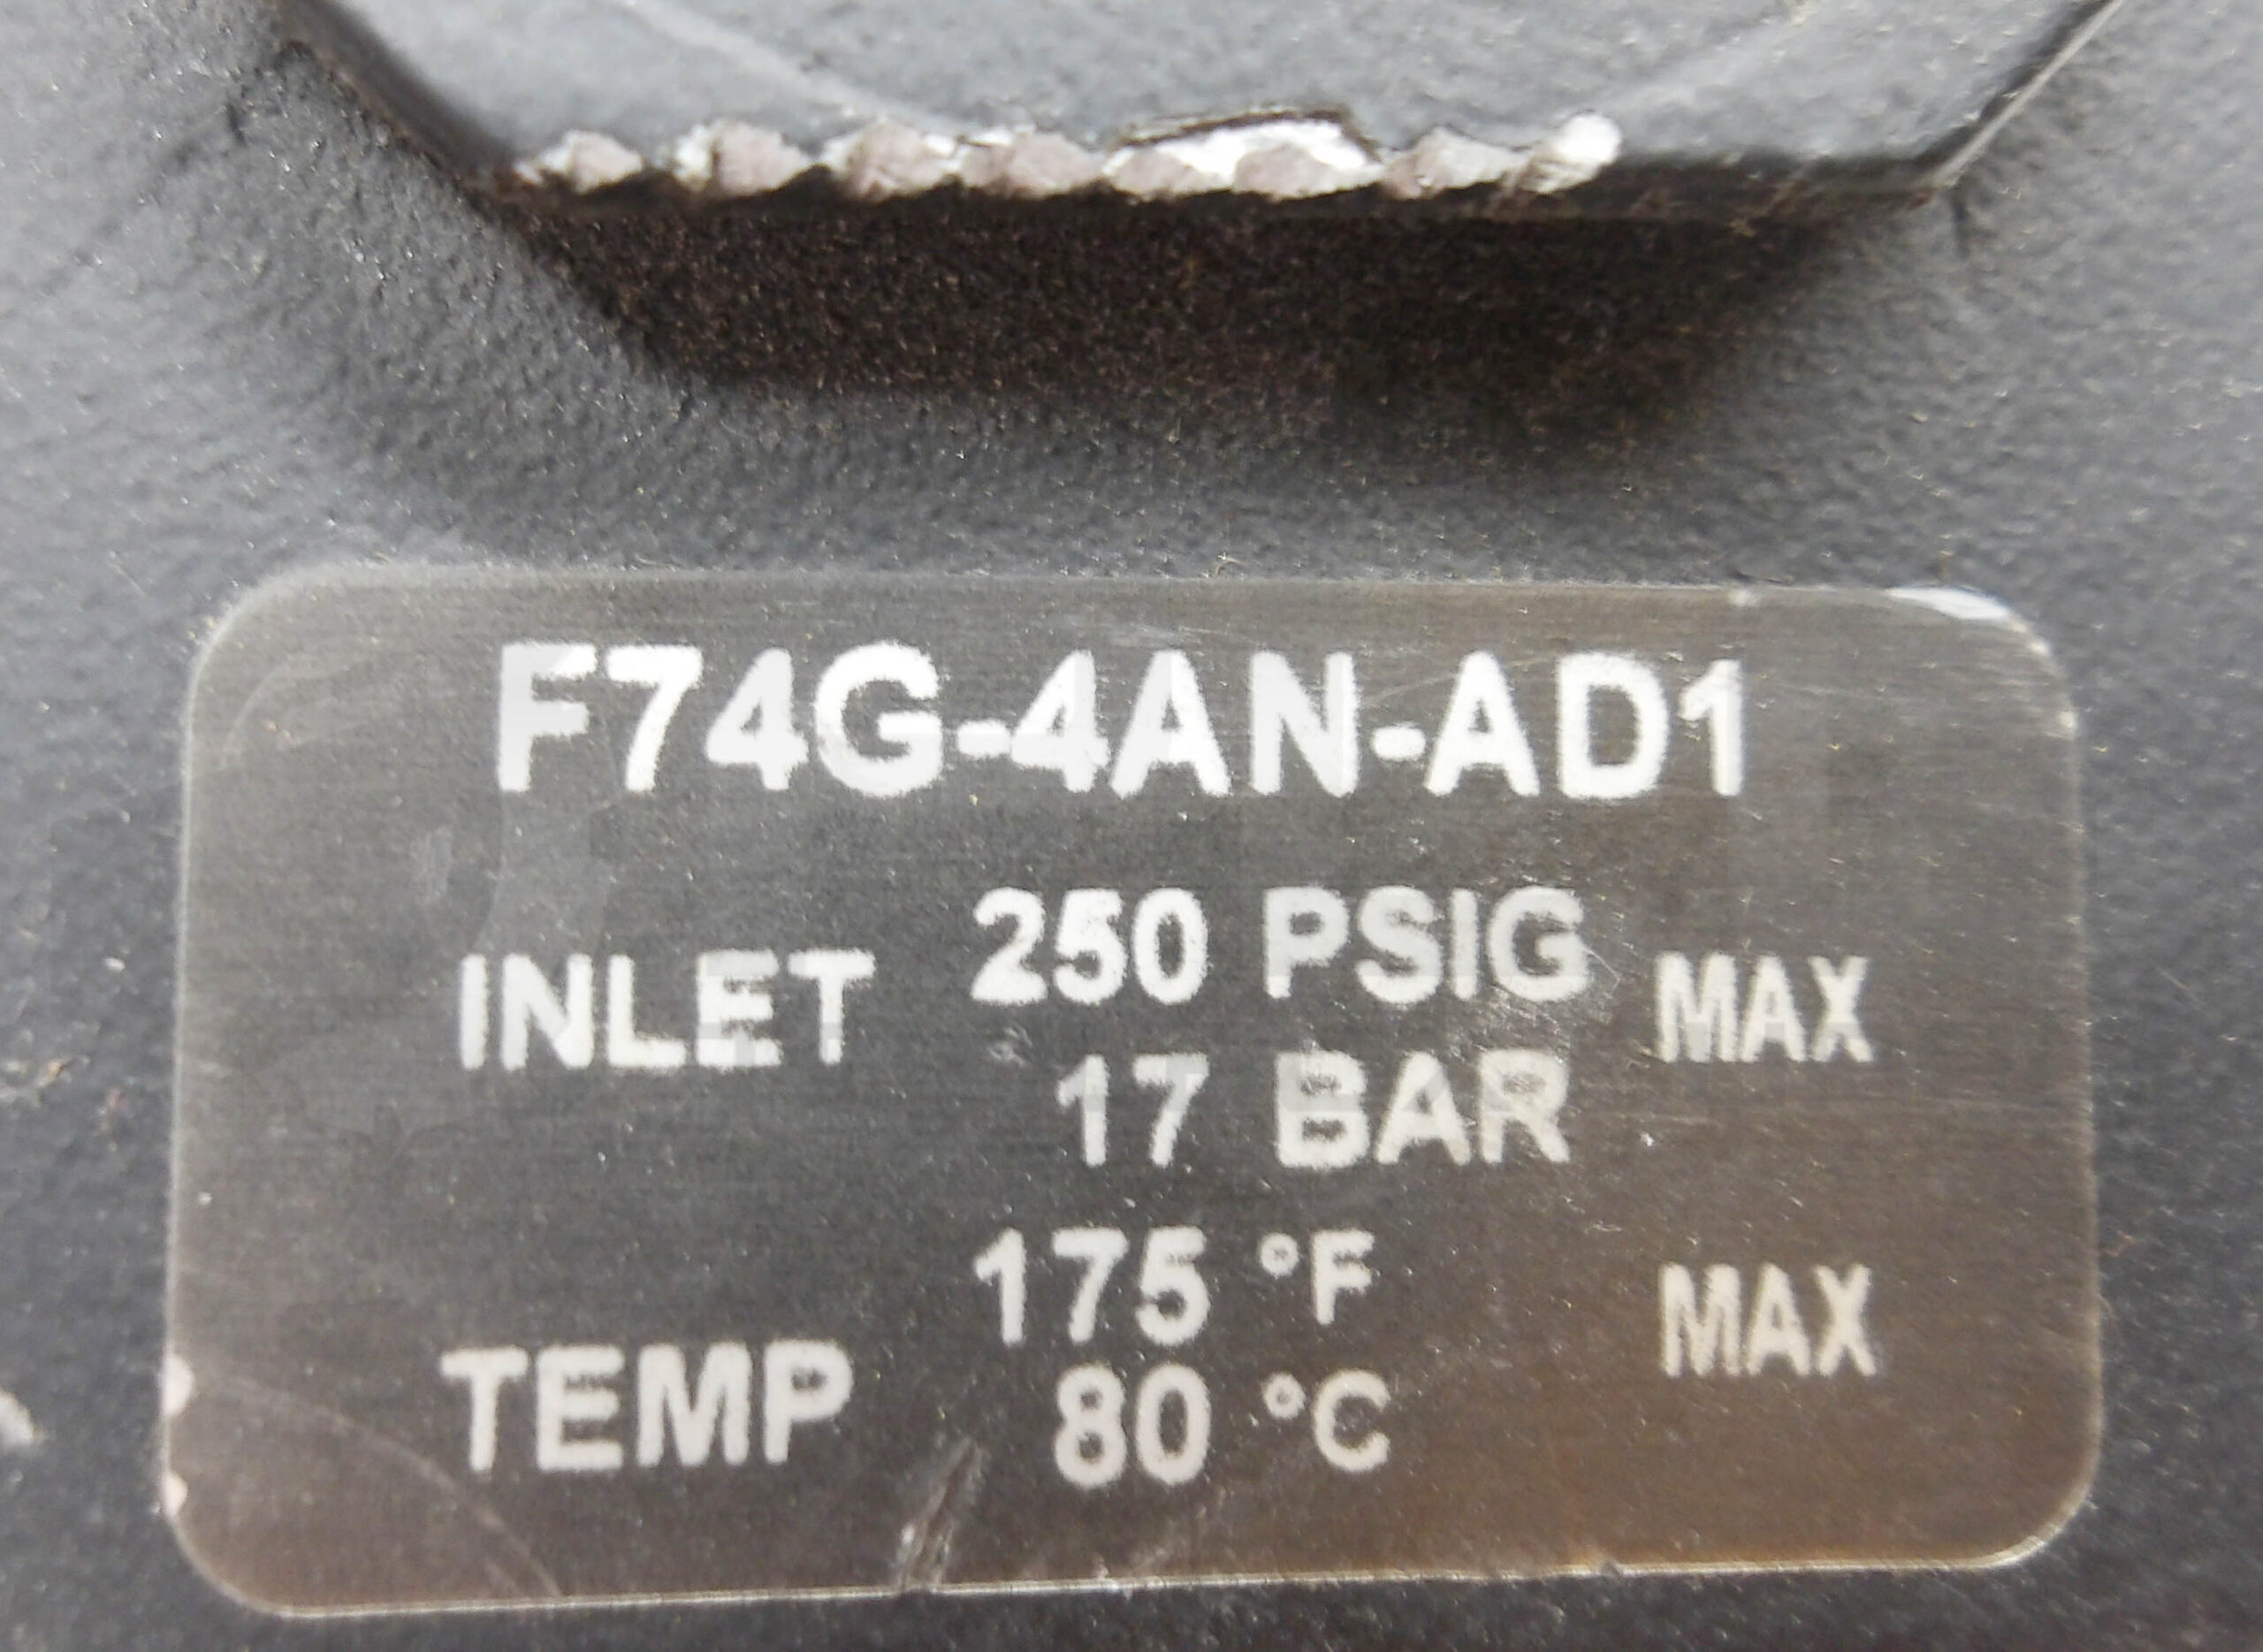 F74G-4AN-AD1
250 PSIG
INLET MAX
17 BAR
175 °F
MAX
TEMP 80 °C